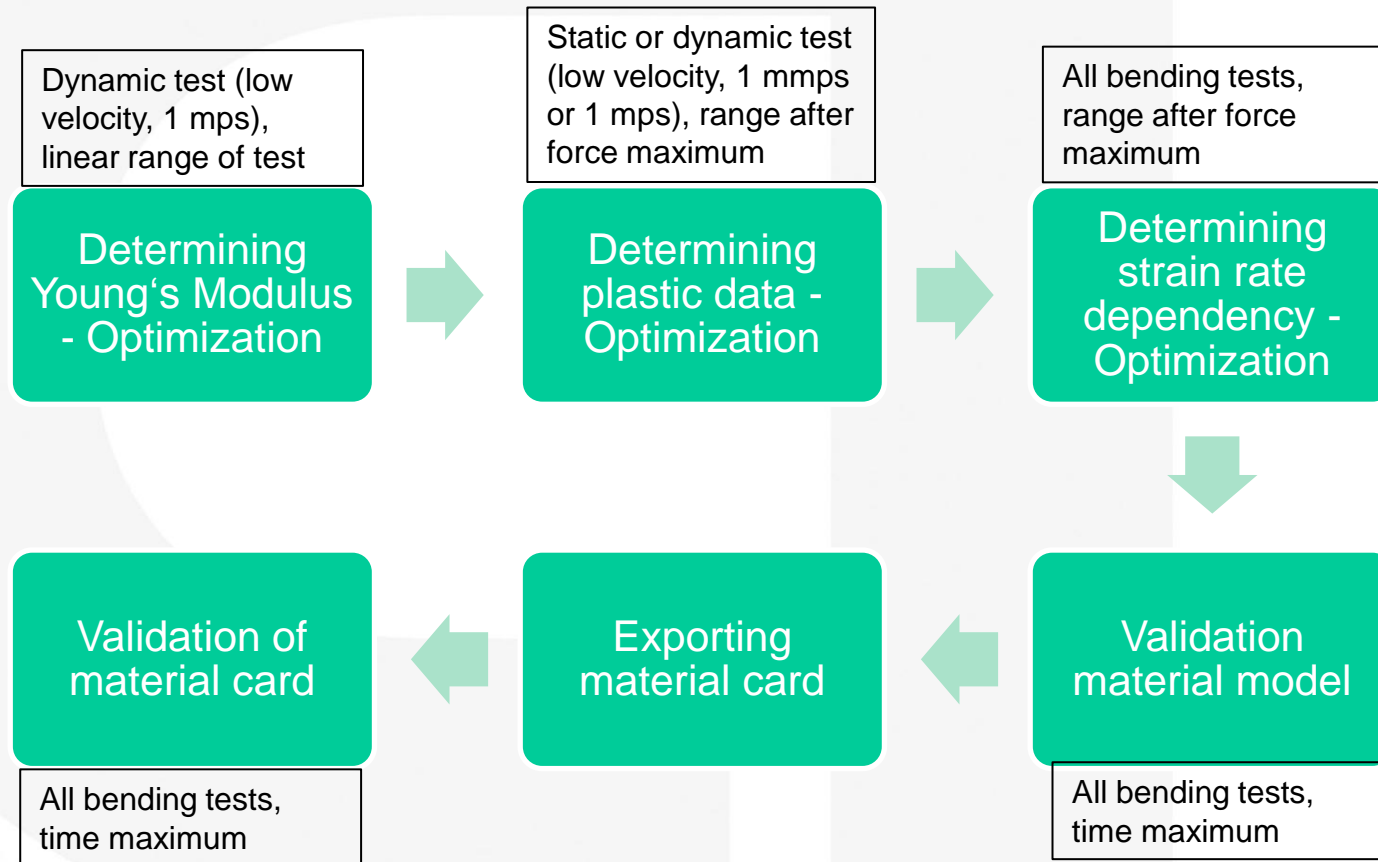 Dynamic test (low
velocity, 1 mps),
linear range of test
Determining
Young‘s Modulus
- Optimization
Static or dynamic test
(low velocity, 1 mmps
or 1 mps), range after
force maximum
Determining
plastic data -
Optimization
All bending tests,
range after force
maximum
Determining
strain rate
dependency -
Optimization
Validation
material model
All bending tests,
time maximum
Exporting
material card
Validation of
material card
All bending tests,
time maximum